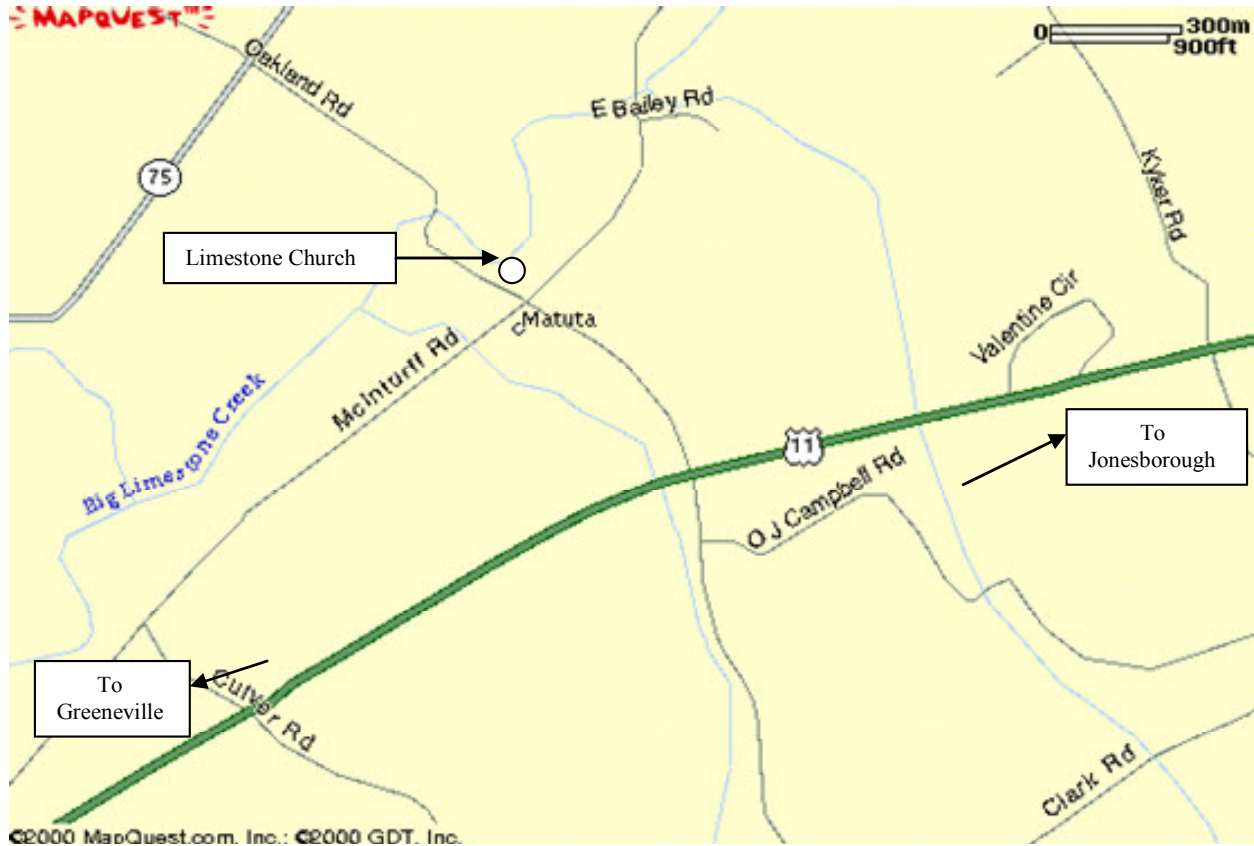 MAPQUEST™
0 300m
900ft
Oakland Rd
E Bailey Rd
75
Kyker Rd
Limestone Church
Matuta
Valentine Cir
McInturff Rd
Big Limestone Creek
11
To
Jonesborough
O J Campbell Rd
To
Greeneville
Culver Rd
Clark Rd
©2000 MapQuest.com, Inc.; ©2000 GDT, Inc.